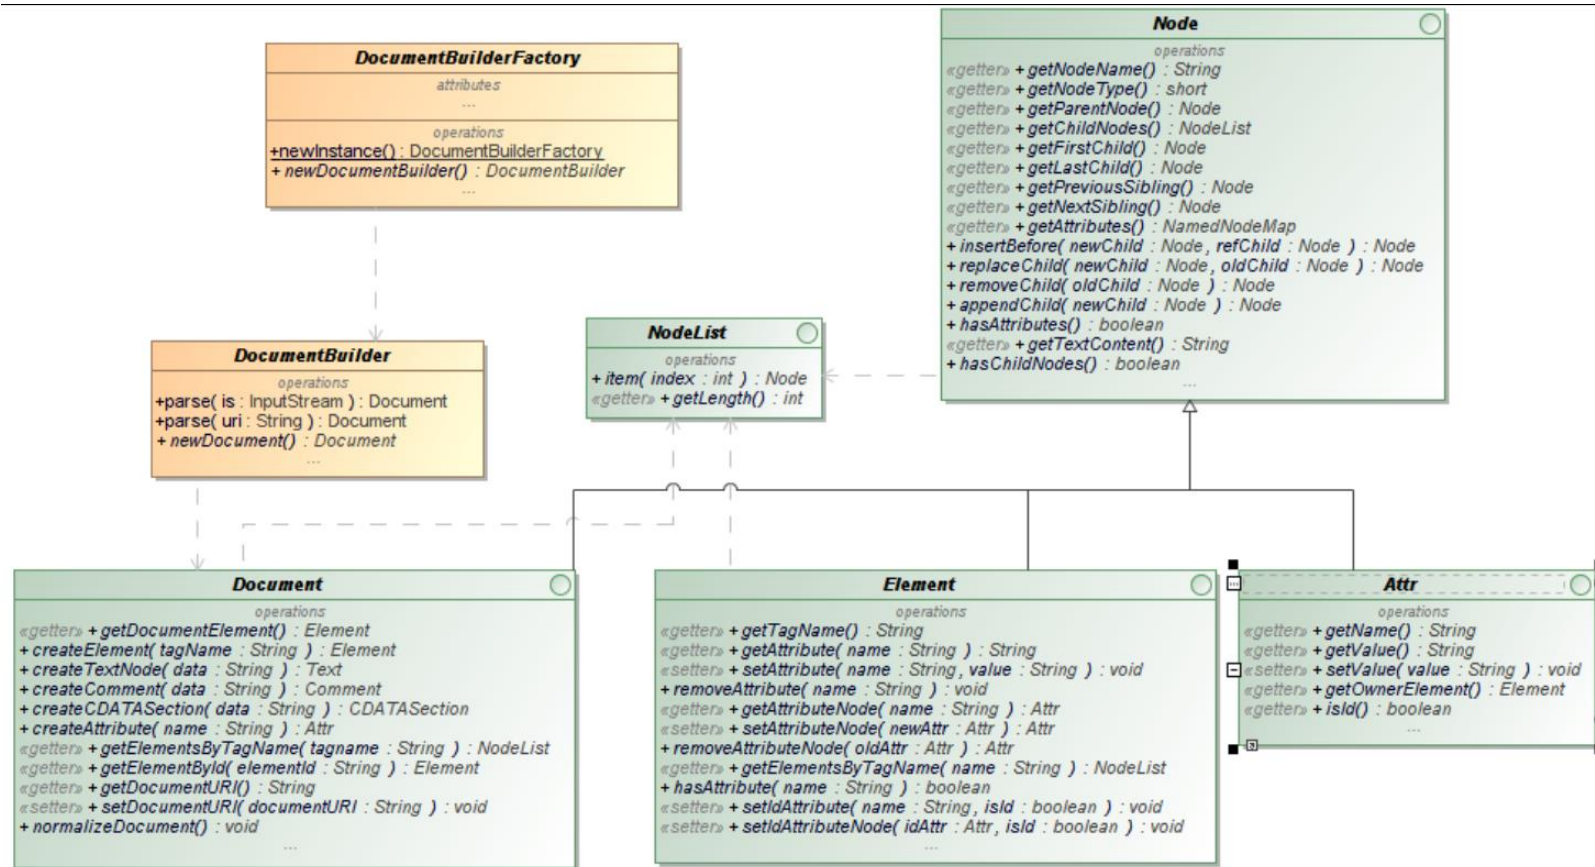 DocumentBuilderFactory
attributes
...
operations
+newInstance() : DocumentBuilderFactory
+ newDocumentBuilder() : DocumentBuilder
...
Node
operations
«getter» + getNodeName() : String
«getter» + getNodeType() : short
«getter» + getParentNode() : Node
«getter» + getChildNodes() : NodeList
«getter» + getFirstChild() : Node
«getter» + getLastChild() : Node
«getter» + getPreviousSibling() : Node
«getter» + getNextSibling() : Node
«getter» + getAttributes() : NamedNodeMap
+ insertBefore( newChild : Node, refChild : Node ) : Node
+ replaceChild( newChild : Node, oldChild : Node ) : Node
+ removeChild( oldChild : Node ) : Node
+ appendChild( newChild : Node ) : Node
+ hasAttributes() : boolean
«getter» + getTextContent() : String
+ hasChildNodes() : boolean
...
NodeList
operations
+ item( index : int ) : Node
«getter» + getLength() : int
DocumentBuilder
operations
+parse( is : InputStream ) : Document
+parse( uri : String ) : Document
+ newDocument() : Document
...
Document
operations
«getter» + getDocumentElement() : Element
+ createElement( tagName : String ) : Element
+ createTextNode( data : String ) : Text
+ createComment( data : String ) : Comment
+ createCDATASection( data : String ) : CDATASection
+ createAttribute( name : String ) : Attr
«getter» + getElementsByTagName( tagname : String ) : NodeList
«getter» + getElementById( elementId : String ) : Element
«getter» + getDocumentURI() : String
«setter» + setDocumentURI( documentURI : String ) : void
+ normalizeDocument() : void
...
Element
operations
«getter» + getTagName() : String
«getter» + getAttribute( name : String ) : String
«setter» + setAttribute( name : String, value : String ) : void
+ removeAttribute( name : String ) : void
«getter» + getAttributeNode( name : String ) : Attr
«setter» + setAttributeNode( newAttr : Attr ) : Attr
+ removeAttributeNode( oldAttr : Attr ) : Attr
«getter» + getElementsByTagName( name : String ) : NodeList
+ hasAttribute( name : String ) : boolean
«setter» + setIdAttribute( name : String, isId : boolean ) : void
«setter» + setIdAttributeNode( idAttr : Attr, isId : boolean ) : void
...
Attr
operations
«getter» + getName() : String
«getter» + getValue() : String
«setter» + setValue( value : String ) : void
«getter» + getOwnerElement() : Element
«getter» + isId() : boolean
...